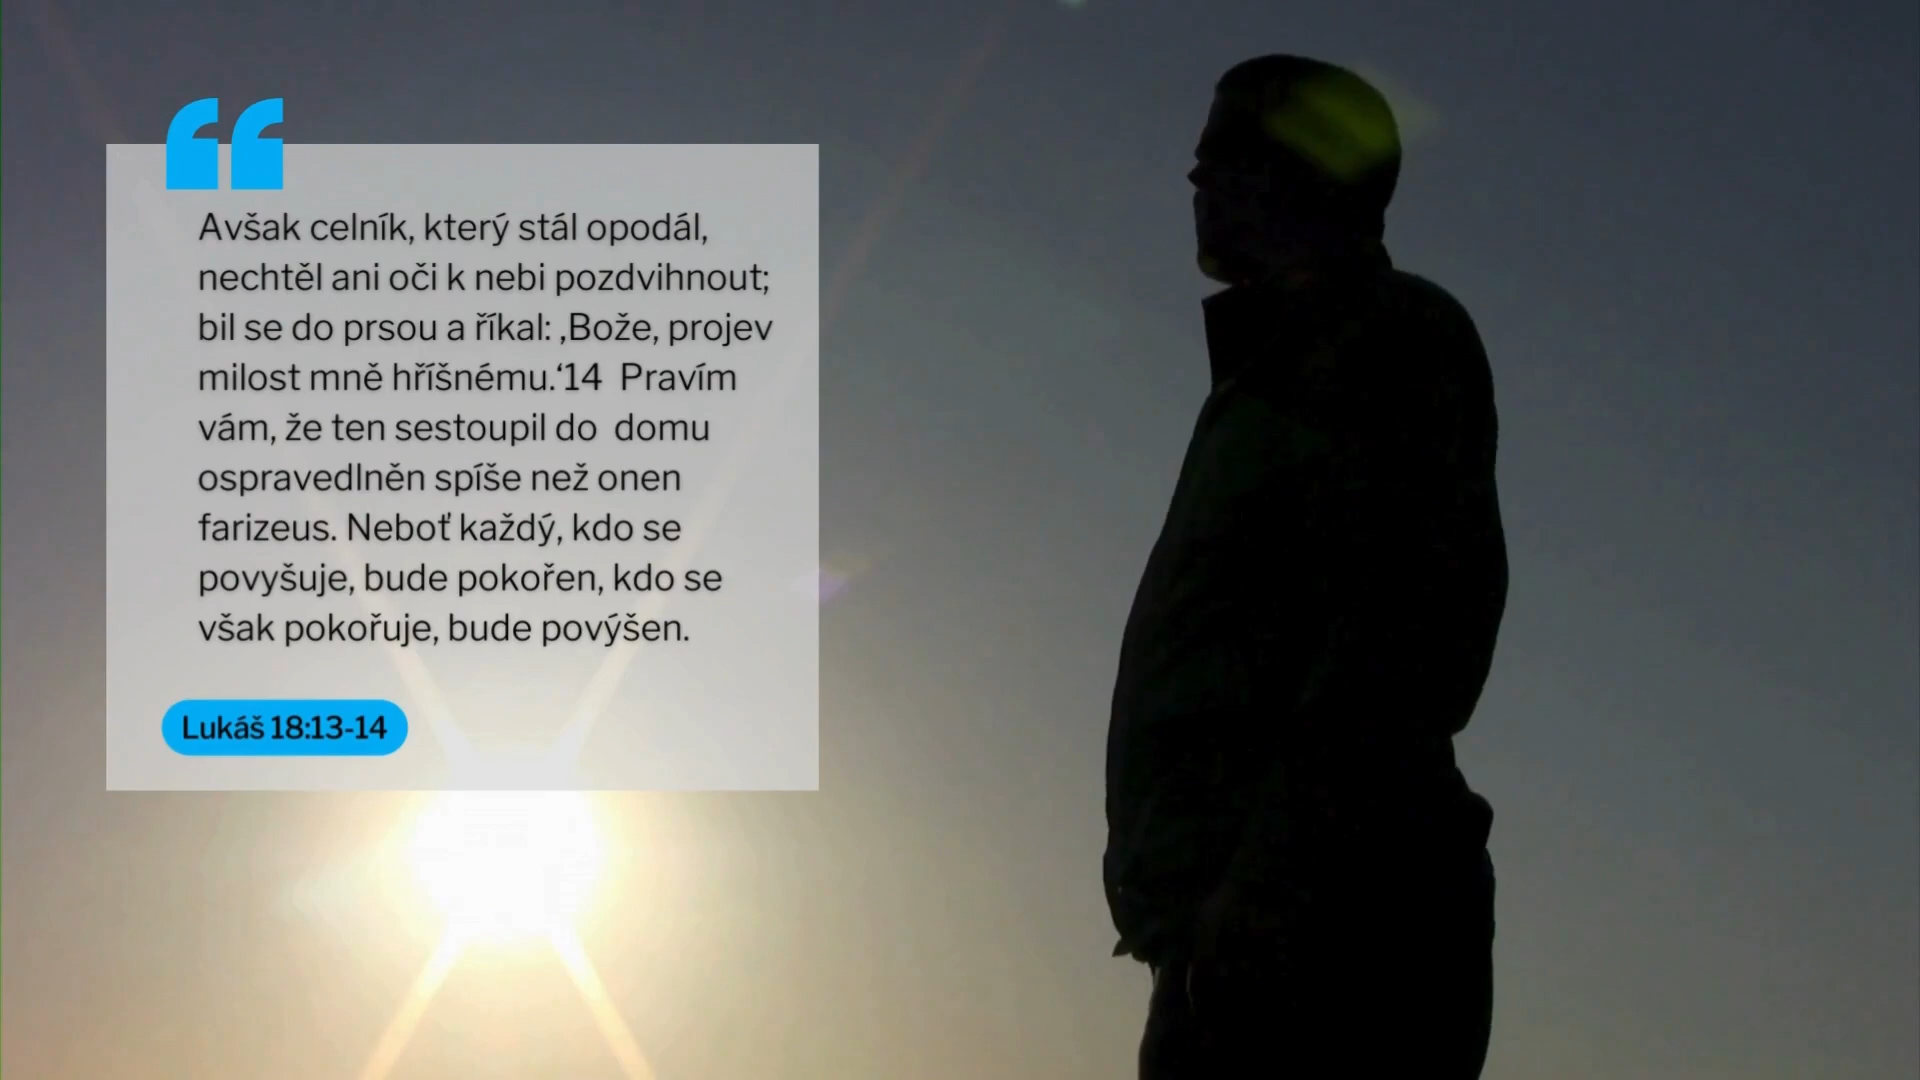 Avšak celník, který stál opodál,
nechtěl ani oči k nebi pozdvihnout;
bil se do prsou a říkal: ‚Bože, projev
milost mně hříšnému.‘14  Pravím
vám, že ten sestoupil do  domu
ospravedlněn spíše než onen
farizeus. Neboť každý, kdo se
povyšuje, bude pokořen, kdo se
však pokořuje, bude povýšen.
Lukáš 18:13-14